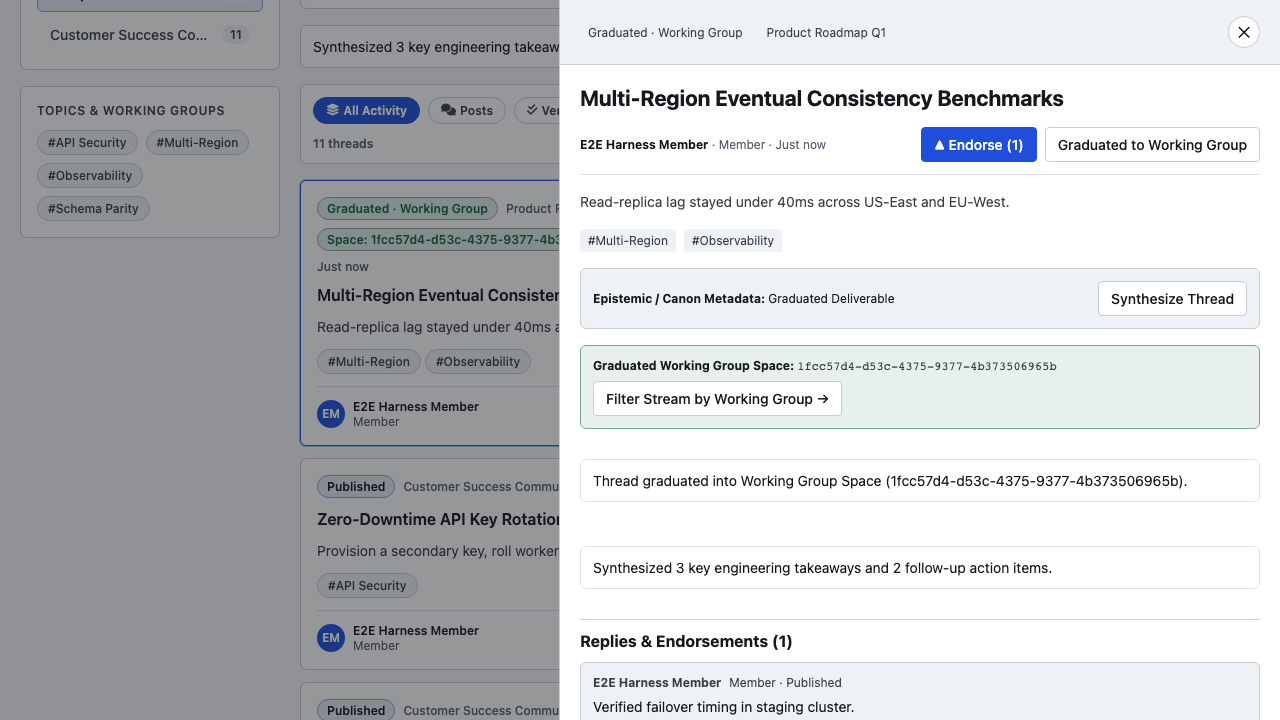 Customer Success Co... 11
TOPICS & WORKING GROUPS
#API Security #Multi-Region
#Observability
#Schema Parity
Synthesized 3 key engineering takeaw
All Activity Posts Ver
11 threads
Graduated · Working Group Product R
Space: 1fcc57d4-d53c-4375-9377-4b3
Just now
Multi-Region Eventual Consisten
Read-replica lag stayed under 40ms a
#Multi-Region #Observability
EM E2E Harness Member
Member
Published Customer Success Commu
Zero-Downtime API Key Rotation
Provision a secondary key, roll worker
#API Security
EM E2E Harness Member
Member
Published Customer Success Commu
Graduated · Working Group Product Roadmap Q1
Multi-Region Eventual Consistency Benchmarks
E2E Harness Member · Member · Just now
Endorse (1) Graduated to Working Group
Read-replica lag stayed under 40ms across US-East and EU-West.
#Multi-Region #Observability
Epistemic / Canon Metadata: Graduated Deliverable
Synthesize Thread
Graduated Working Group Space: 1fcc57d4-d53c-4375-9377-4b373506965b
Filter Stream by Working Group →
Thread graduated into Working Group Space (1fcc57d4-d53c-4375-9377-4b373506965b).
Synthesized 3 key engineering takeaways and 2 follow-up action items.
Replies & Endorsements (1)
E2E Harness Member Member · Published
Verified failover timing in staging cluster.